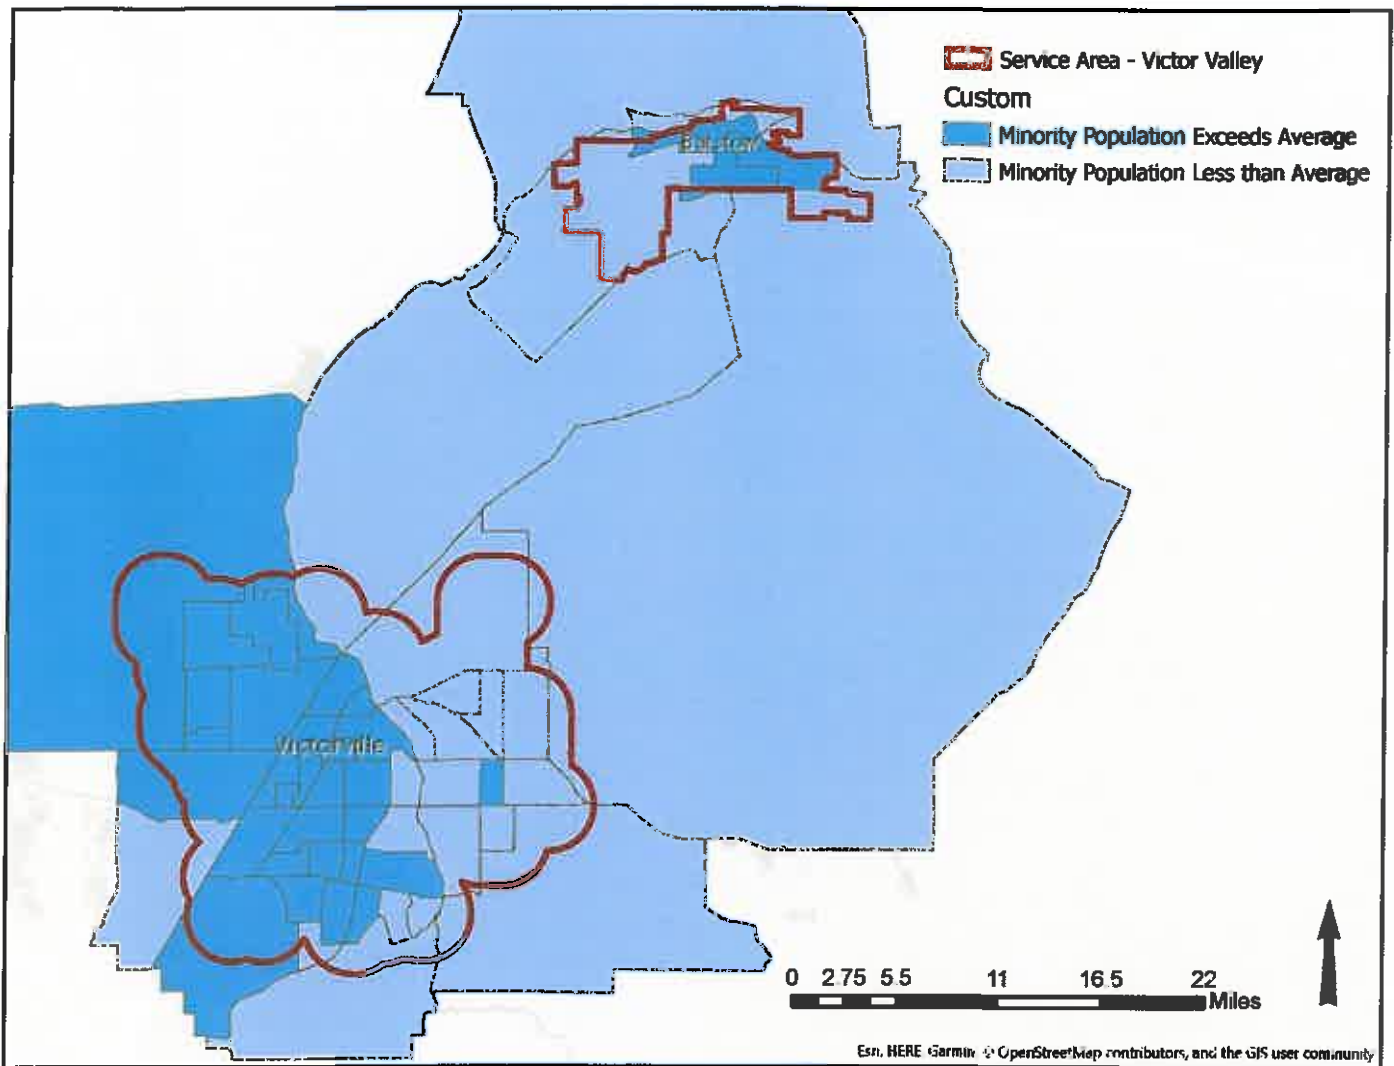 Service Area - Victor Valley
Custom
Minority Population Exceeds Average
Minority Population Less than Average
Barstow
Victorville
0 2.75 5.5 11 16.5 22
Miles
Esri, HERE, Garmin, © OpenStreetMap contributors, and the GIS user community